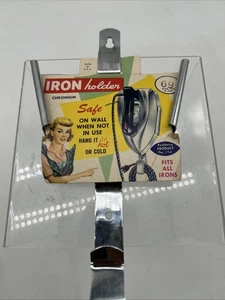 IRON holder
CHROMIUM
69
Safe
ON WALL
WHEN NOT
IN USE
HANG IT hot
OR COLD
FITS
ALL
IRONS